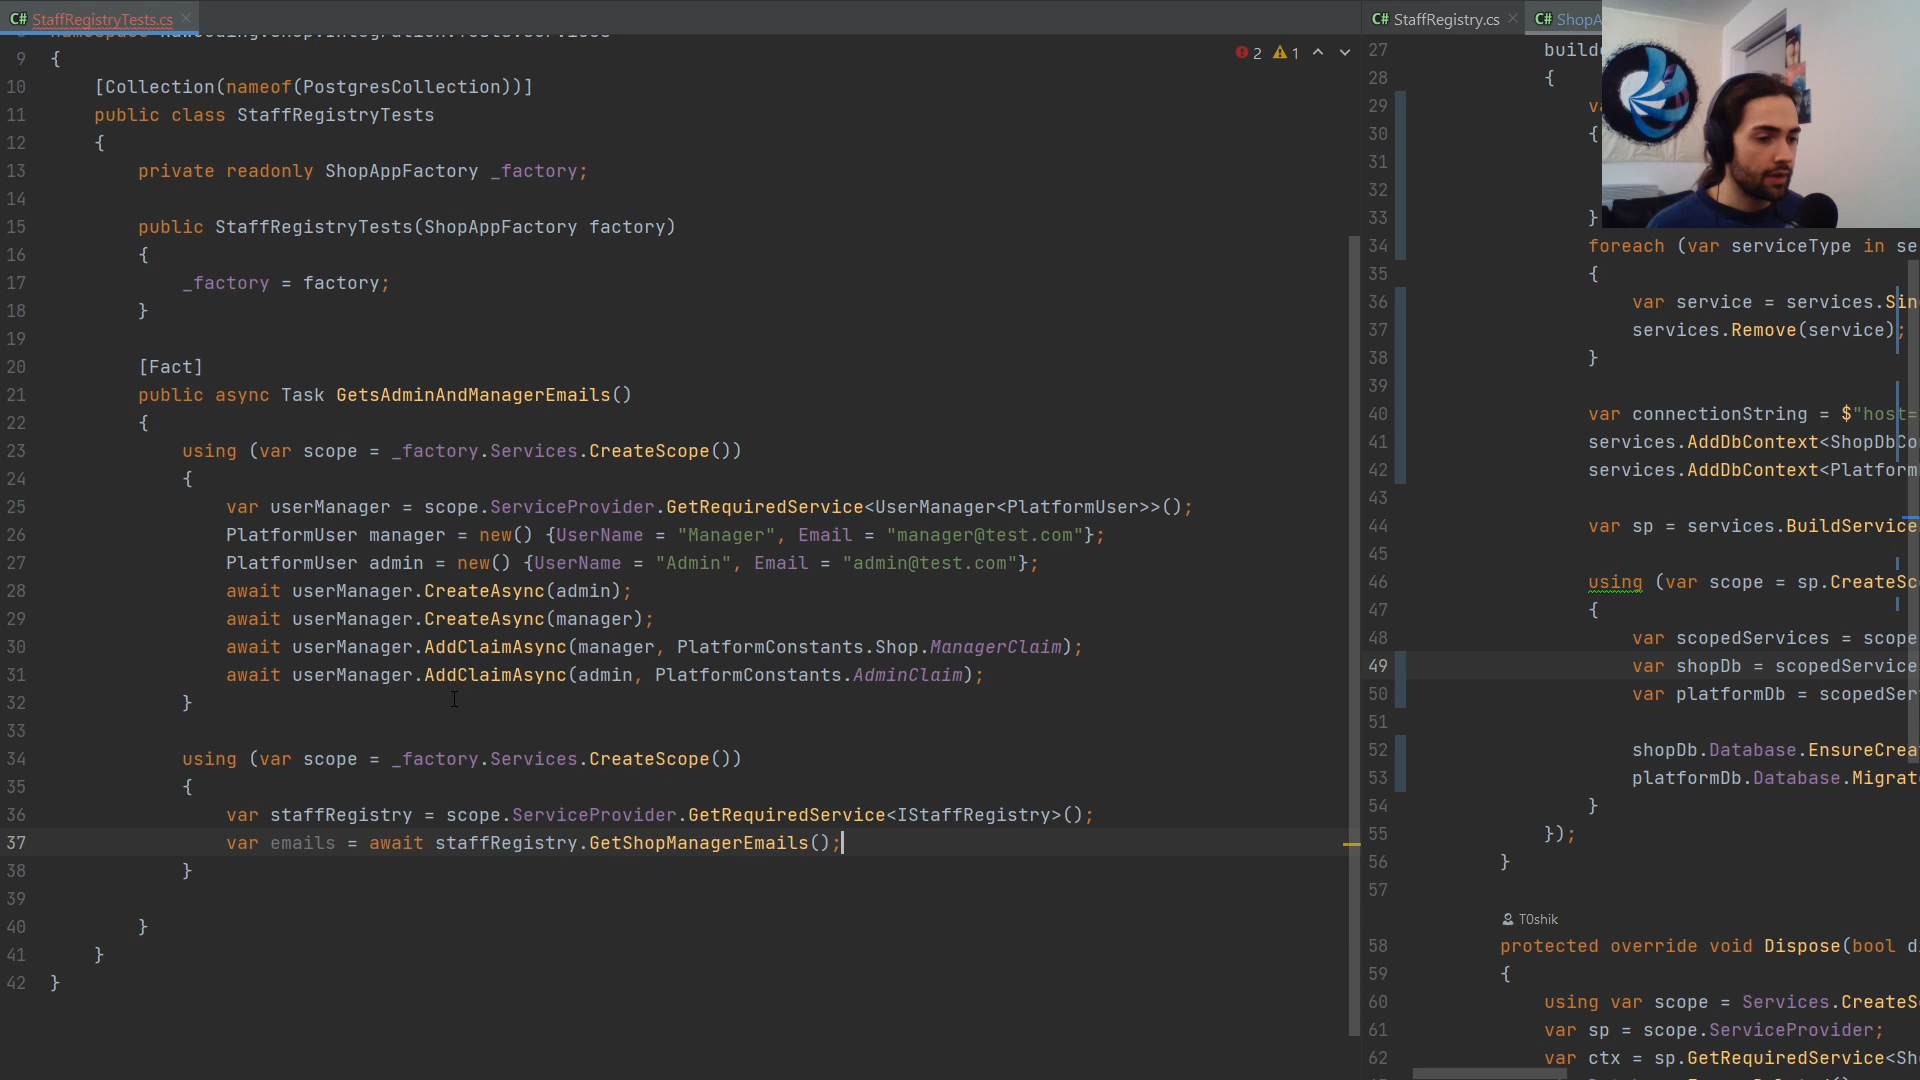 C# StaffRegistryTests.cs ×
2 1
9 {
10 [Collection(nameof(PostgresCollection))]
11 public class StaffRegistryTests
12 {
13 private readonly ShopAppFactory _factory;
14
15 public StaffRegistryTests(ShopAppFactory factory)
16 {
17 _factory = factory;
18 }
19
20 [Fact]
21 public async Task GetsAdminAndManagerEmails()
22 {
23 using (var scope = _factory.Services.CreateScope())
24 {
25 var userManager = scope.ServiceProvider.GetRequiredService<UserManager<PlatformUser>>();
26 PlatformUser manager = new() {UserName = "Manager", Email = "manager@test.com"};
27 PlatformUser admin = new() {UserName = "Admin", Email = "admin@test.com"};
28 await userManager.CreateAsync(admin);
29 await userManager.CreateAsync(manager);
30 await userManager.AddClaimAsync(manager, PlatformConstants.Shop.ManagerClaim);
31 await userManager.AddClaimAsync(admin, PlatformConstants.AdminClaim);
32 }
33
34 using (var scope = _factory.Services.CreateScope())
35 {
36 var staffRegistry = scope.ServiceProvider.GetRequiredService<IStaffRegistry>();
37 var emails = await staffRegistry.GetShopManagerEmails();
38 }
39
40 }
41 }
42 }
C# StaffRegistry.cs × C# ShopA
27 build
28 {
29 va
30 {
31
32
33 }
34 foreach (var serviceType in se
35 {
36 var service = services.Sin
37 services.Remove(service);
38 }
39
40 var connectionString = $"host=
41 services.AddDbContext<ShopDbCo
42 services.AddDbContext<Platform
43
44 var sp = services.BuildService
45
46 using (var scope = sp.CreateSc
47 {
48 var scopedServices = scope
49 var shopDb = scopedService
50 var platformDb = scopedSer
51
52 shopDb.Database.EnsureCrea
53 platformDb.Database.Migrat
54 }
55 });
56 }
57
T0shik
58 protected override void Dispose(bool d
59 {
60 using var scope = Services.CreateS
61 var sp = scope.ServiceProvider;
62 var ctx = sp.GetRequiredService<Sh